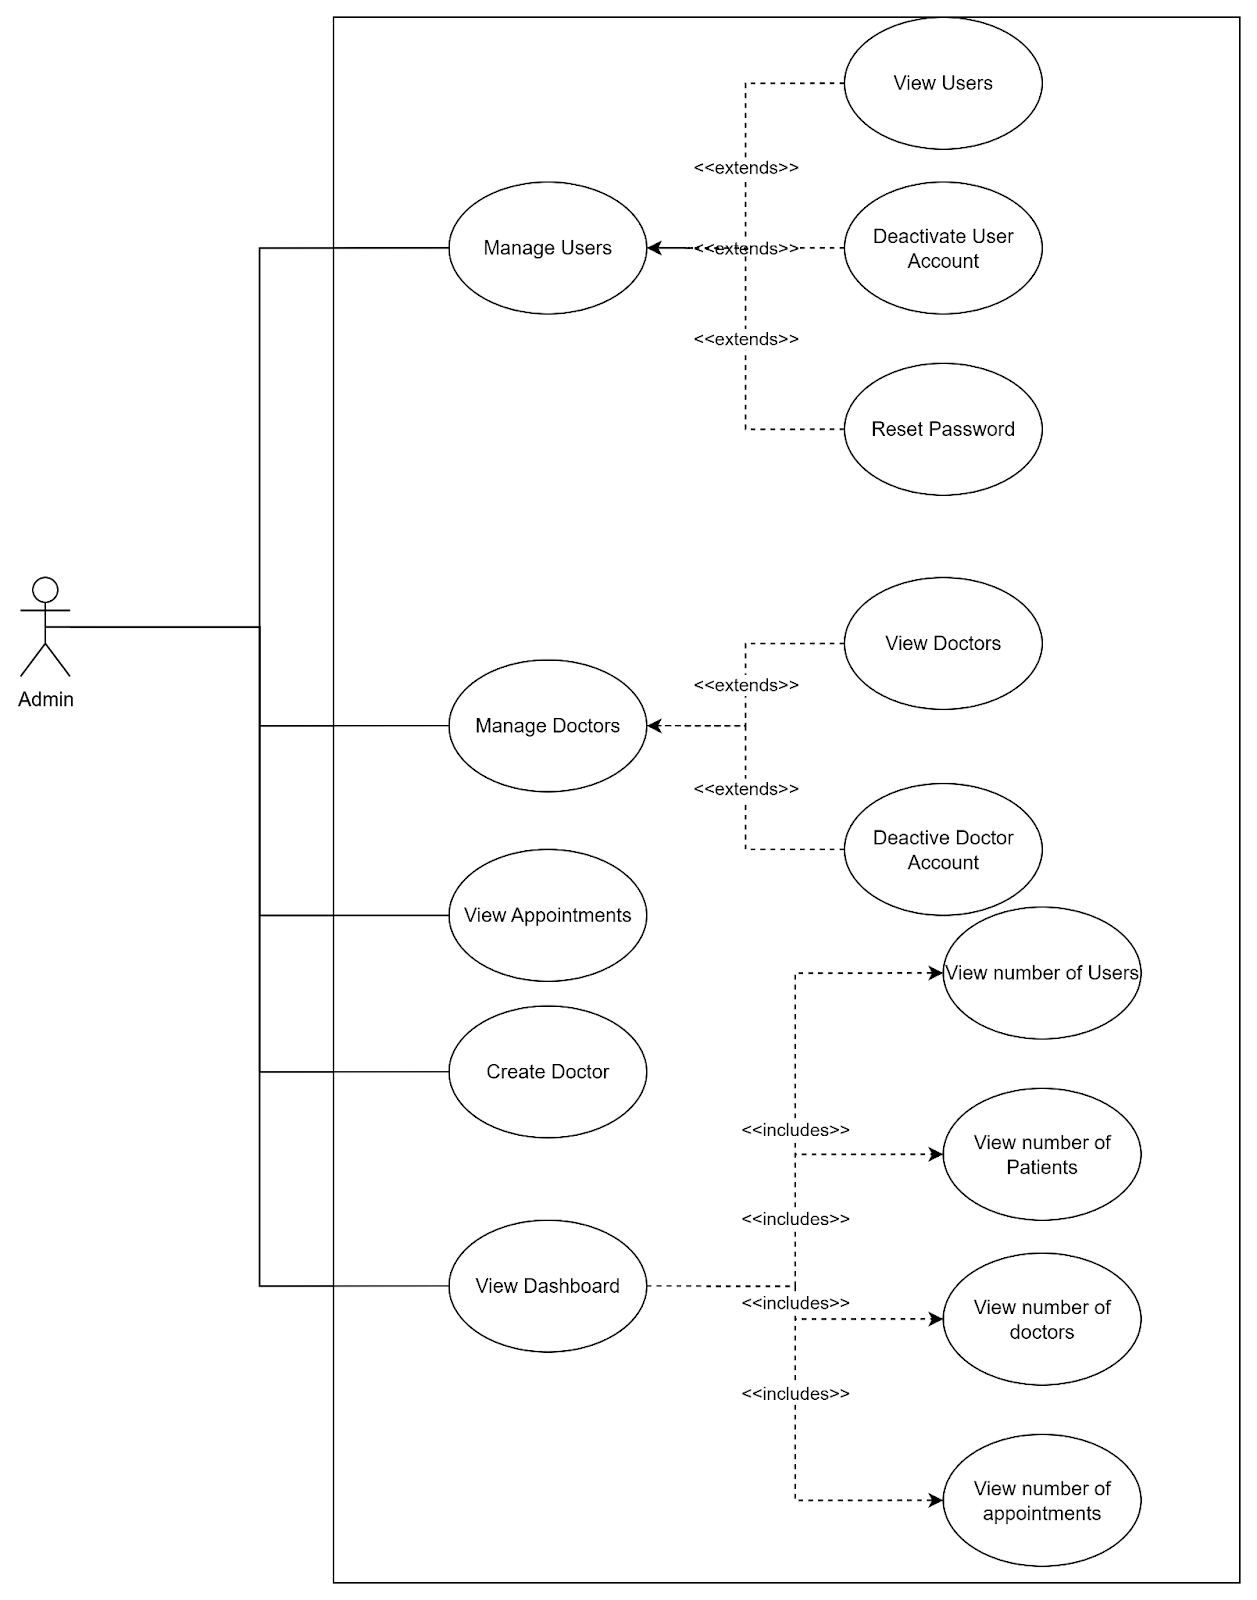 View Users
<<extends>>
Manage Users
<<extends>>
Deactivate User
Account
<<extends>>
Reset Password
Admin
View Doctors
<<extends>>
Manage Doctors
<<extends>>
Deactive Doctor
Account
View Appointments
View number of Users
Create Doctor
<<includes>>
View number of
Patients
<<includes>>
View Dashboard
<<includes>>
View number of
doctors
<<includes>>
View number of
appointments